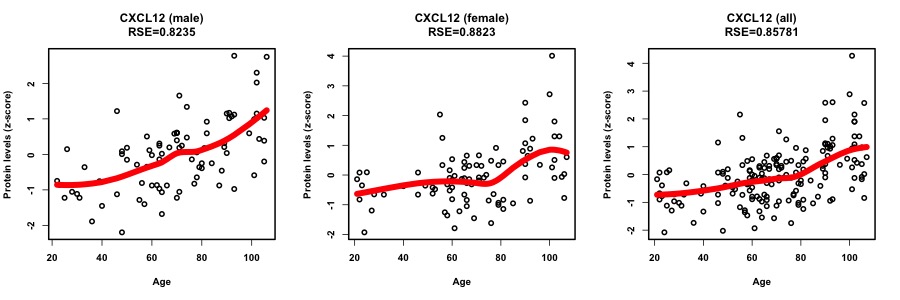 CXCL12 (male)
RSE=0.8235
Protein levels (z-score)
2
1
0
-1
-2
20 40 60 80 100
Age
CXCL12 (female)
RSE=0.8823
Protein levels (z-score)
4
3
2
1
0
-1
-2
20 40 60 80 100
Age
CXCL12 (all)
RSE=0.85781
Protein levels (z-score)
4
3
2
1
0
-1
-2
20 40 60 80 100
Age